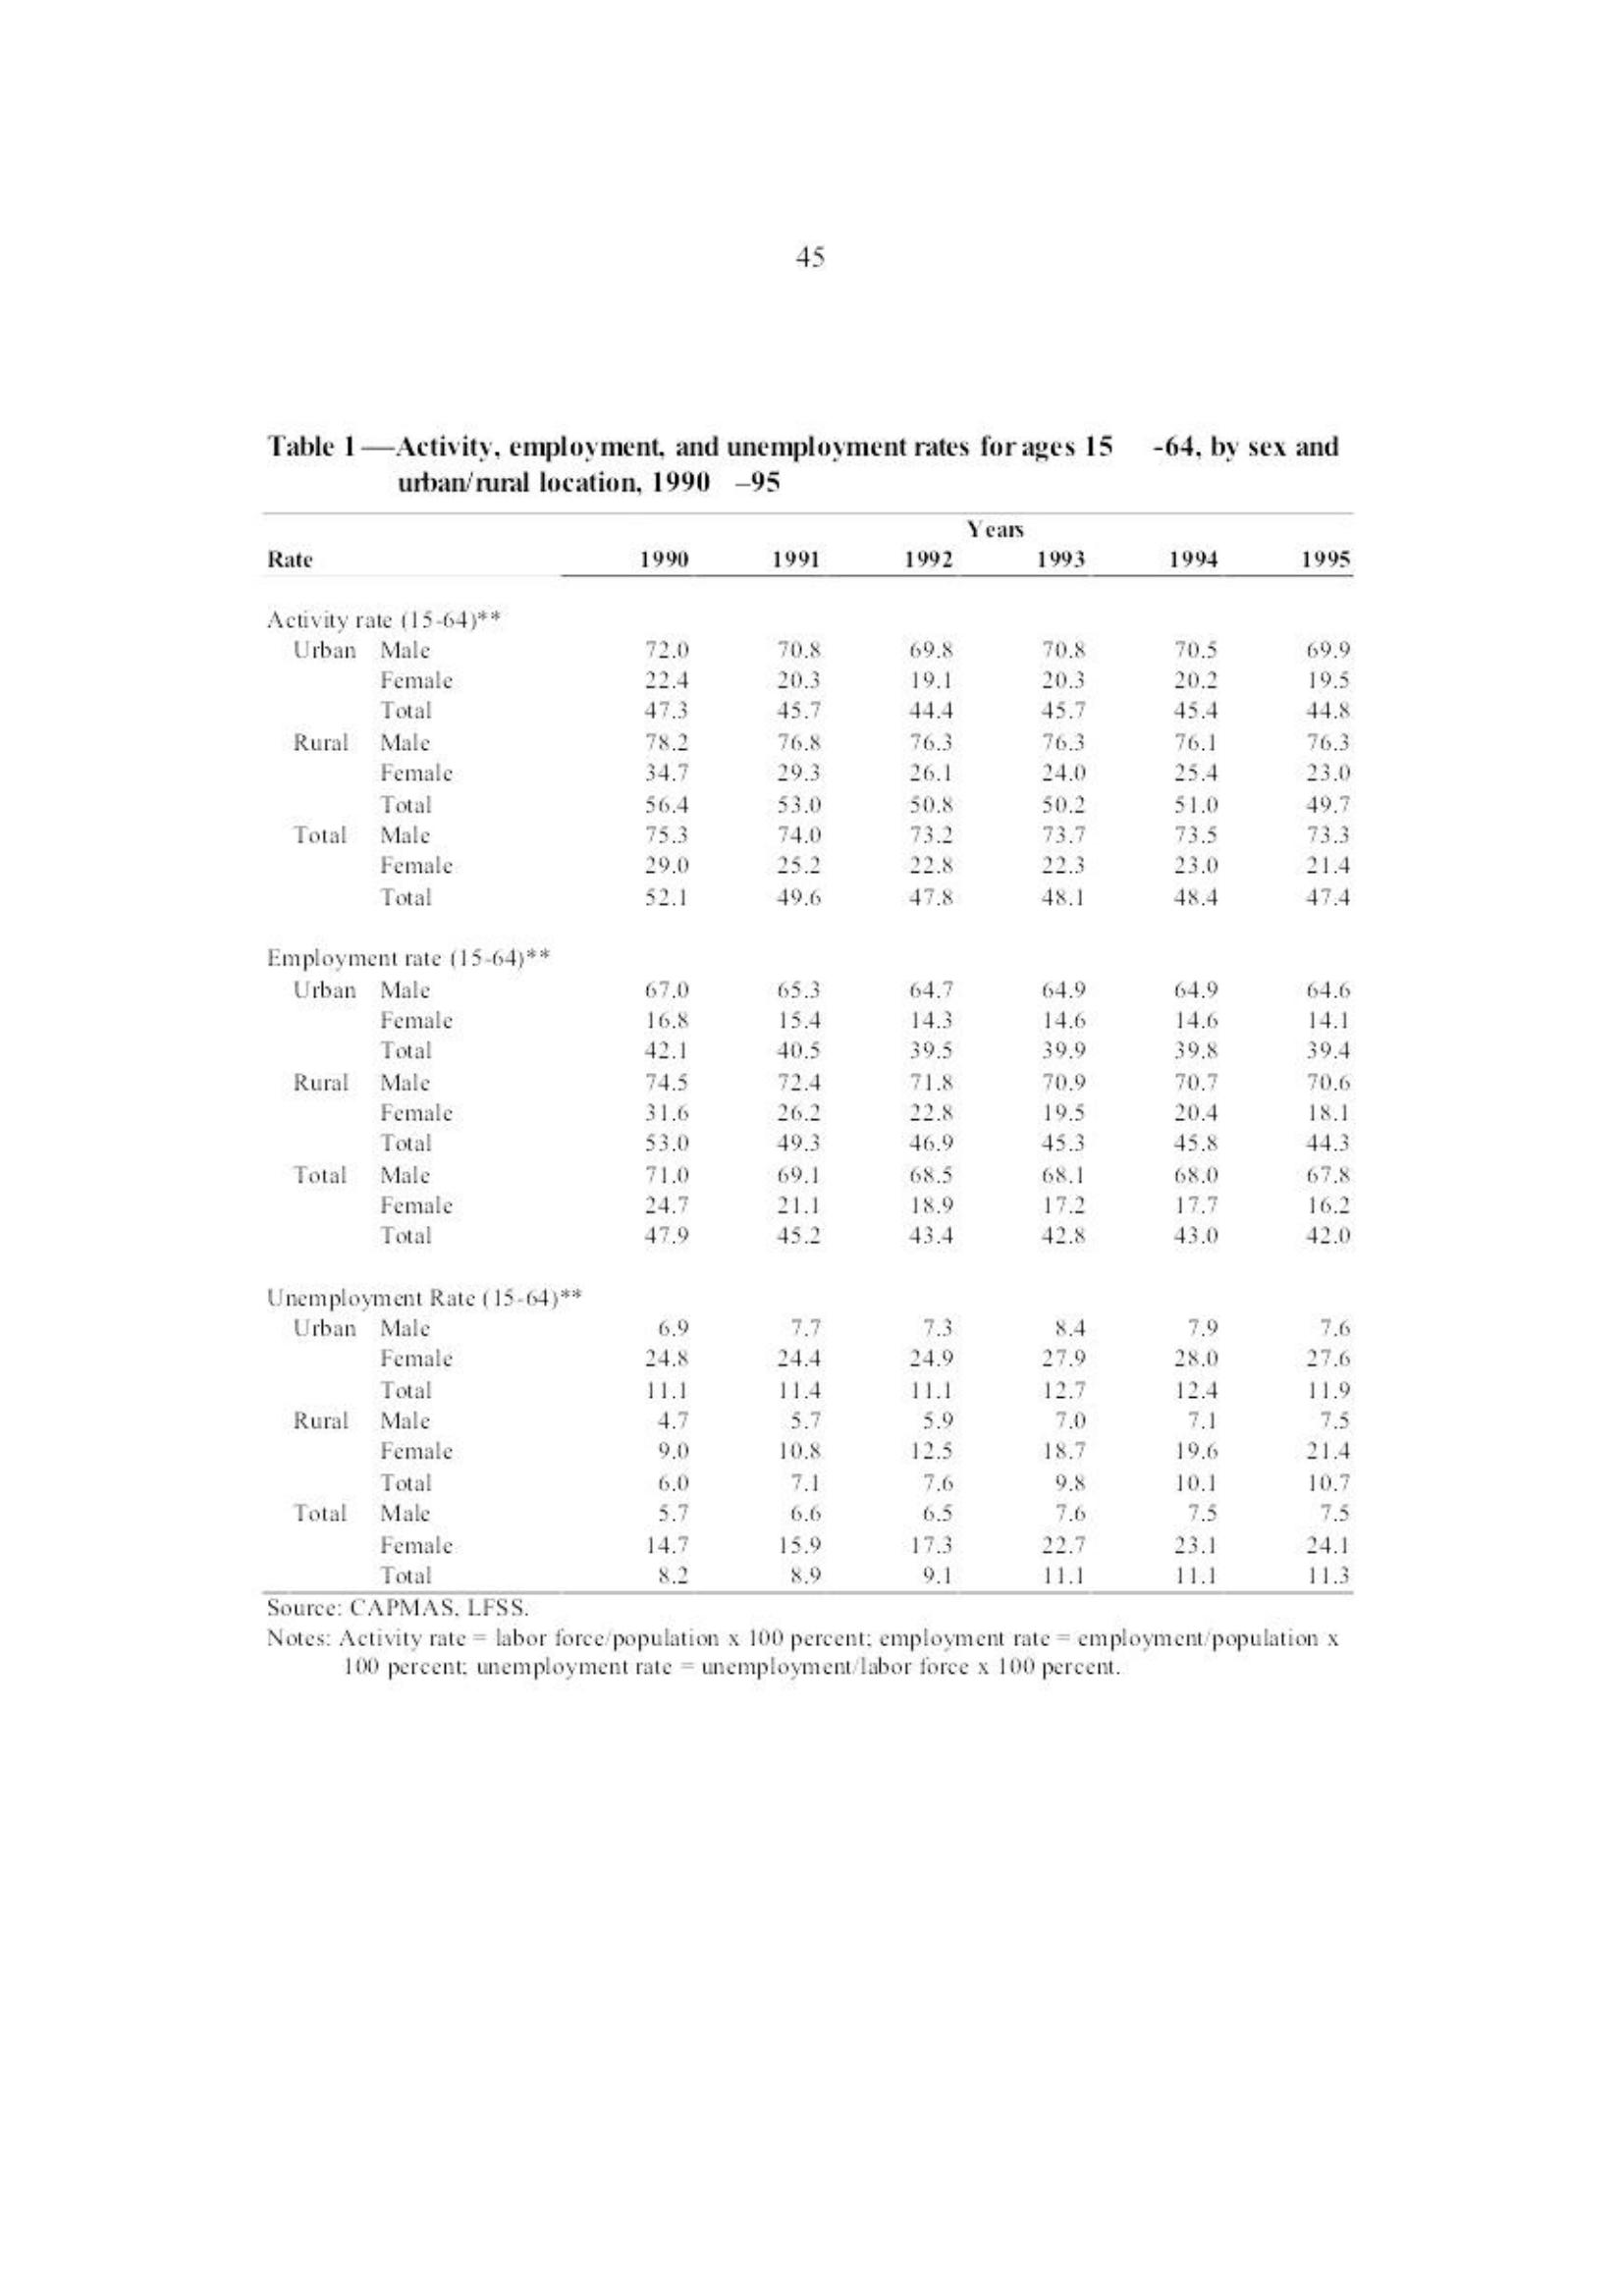 45
Table 1—Activity, employment, and unemployment rates for ages 15 -64, by sex and
urban/rural location, 1990 –95
Years
Rate 1990 1991 1992 1993 1994 1995
Activity rate (15-64)**
Urban Male 72.0 70.8 69.8 70.8 70.5 69.9
Female 22.4 20.3 19.1 20.3 20.2 19.5
Total 47.3 45.7 44.4 45.7 45.4 44.8
Rural Male 78.2 76.8 76.3 76.3 76.1 76.3
Female 34.7 29.3 26.1 24.0 25.4 23.0
Total 56.4 53.0 50.8 50.2 51.0 49.7
Total Male 75.3 74.0 73.2 73.7 73.5 73.3
Female 29.0 25.2 22.8 22.3 23.0 21.4
Total 52.1 49.6 47.8 48.1 48.4 47.4
Employment rate (15-64)**
Urban Male 67.0 65.3 64.7 64.9 64.9 64.6
Female 16.8 15.4 14.3 14.6 14.6 14.1
Total 42.1 40.5 39.5 39.9 39.8 39.4
Rural Male 74.5 72.4 71.8 70.9 70.7 70.6
Female 31.6 26.2 22.8 19.5 20.4 18.1
Total 53.0 49.3 46.9 45.3 45.8 44.3
Total Male 71.0 69.1 68.5 68.1 68.0 67.8
Female 24.7 21.1 18.9 17.2 17.7 16.2
Total 47.9 45.2 43.4 42.8 43.0 42.0
Unemployment Rate (15-64)**
Urban Male 6.9 7.7 7.3 8.4 7.9 7.6
Female 24.8 24.4 24.9 27.9 28.0 27.6
Total 11.1 11.4 11.1 12.7 12.4 11.9
Rural Male 4.7 5.7 5.9 7.0 7.1 7.5
Female 9.0 10.8 12.5 18.7 19.6 21.4
Total 6.0 7.1 7.6 9.8 10.1 10.7
Total Male 5.7 6.6 6.5 7.6 7.5 7.5
Female 14.7 15.9 17.3 22.7 23.1 24.1
Total 8.2 8.9 9.1 11.1 11.1 11.3
Source: CAPMAS, LFSS.
Notes: Activity rate = labor force/population x 100 percent; employment rate = employment/population x
100 percent; unemployment rate = unemployment/labor force x 100 percent.